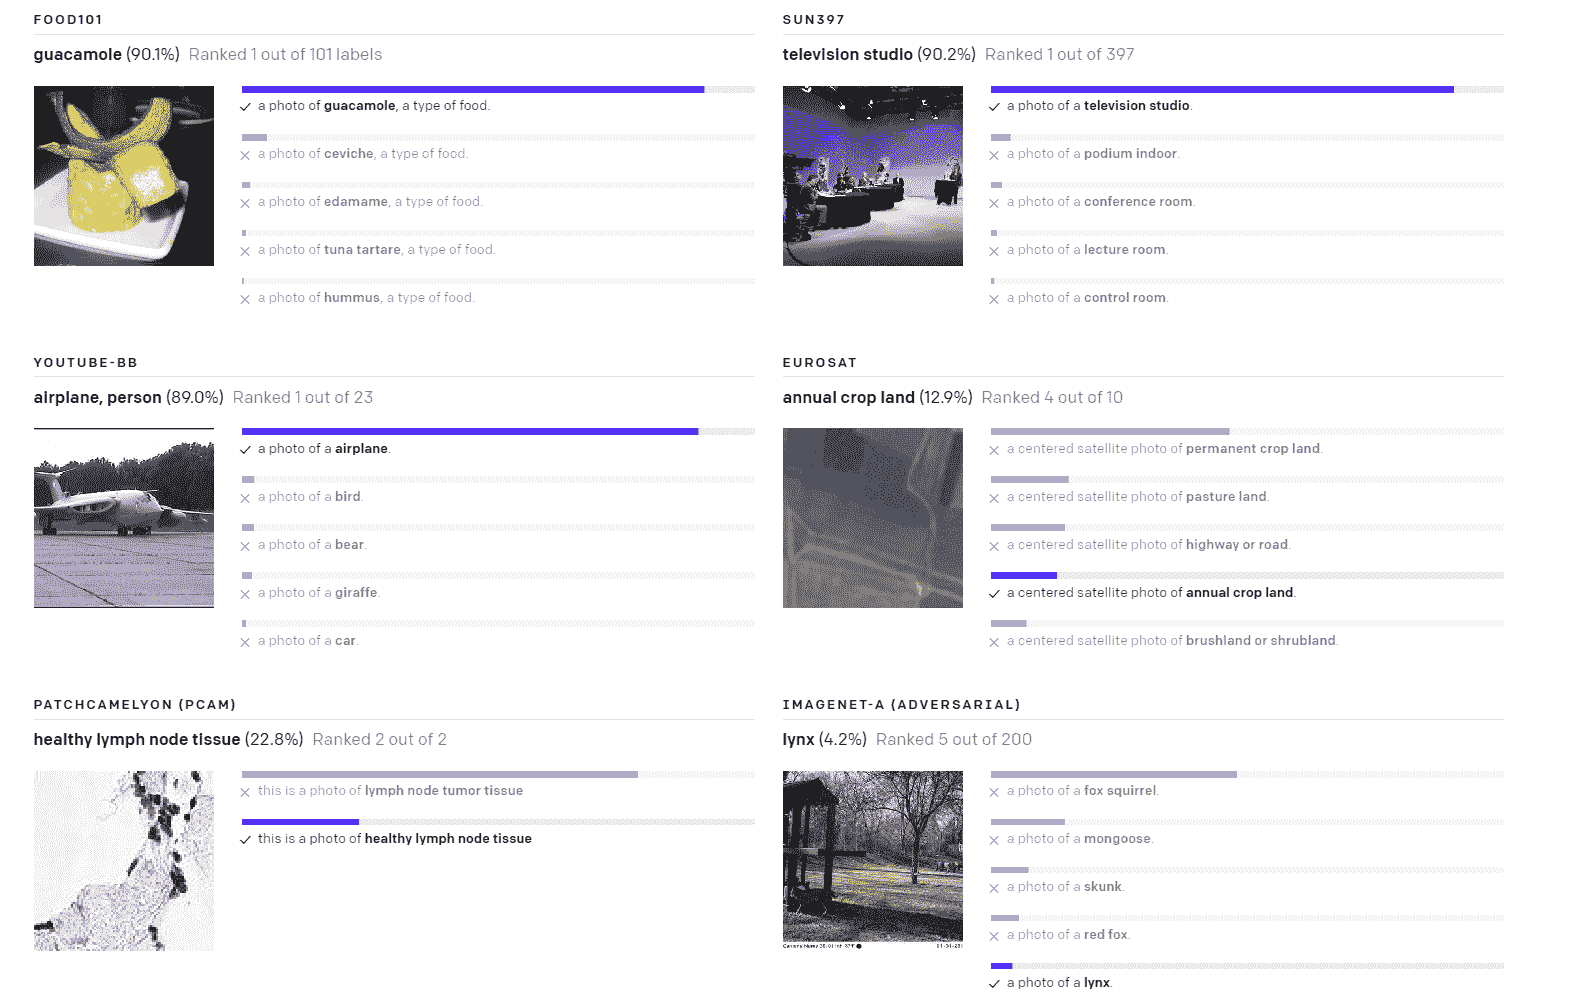 FOOD101
guacamole (90.1%) Ranked 1 out of 101 labels
a photo of guacamole, a type of food.
a photo of ceviche, a type of food.
a photo of edamame, a type of food.
a photo of tuna tartare, a type of food.
a photo of hummus, a type of food.
SUN397
television studio (90.2%) Ranked 1 out of 397
a photo of a television studio.
a photo of a podium indoor.
a photo of a conference room.
a photo of a lecture room.
a photo of a control room.
YOUTUBE-BB
airplane, person (89.0%) Ranked 1 out of 23
a photo of a airplane.
a photo of a bird.
a photo of a bear.
a photo of a giraffe.
a photo of a car.
EUROSAT
annual crop land (12.9%) Ranked 4 out of 10
a centered satellite photo of permanent crop land.
a centered satellite photo of pasture land.
a centered satellite photo of highway or road.
a centered satellite photo of annual crop land.
a centered satellite photo of brushland or shrubland.
PATCHCAMELYON (PCAM)
healthy lymph node tissue (22.8%) Ranked 2 out of 2
this is a photo of lymph node tumor tissue
this is a photo of healthy lymph node tissue
IMAGENET-A (ADVERSARIAL)
lynx (4.2%) Ranked 5 out of 200
a photo of a fox squirrel.
a photo of a mongoose.
a photo of a skunk.
a photo of a red fox.
a photo of a lynx.